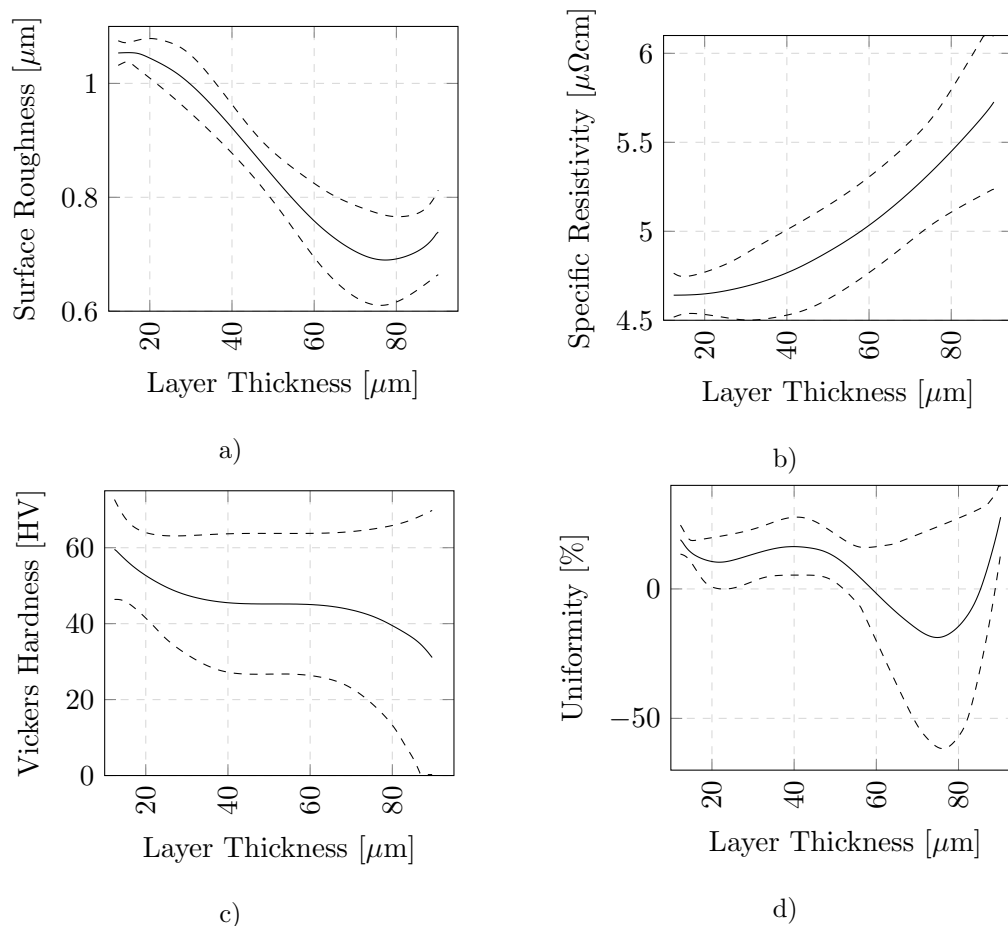 Surface Roughness [μm]
1
0.8
0.6
20
40
60
80
Layer Thickness [μm]
a)
Specific Resistivity [μΩcm]
6
5.5
5
4.5
20
40
60
80
Layer Thickness [μm]
b)
Vickers Hardness [HV]
60
40
20
0
20
40
60
80
Layer Thickness [μm]
c)
Uniformity [%]
0
−50
20
40
60
80
Layer Thickness [μm]
d)